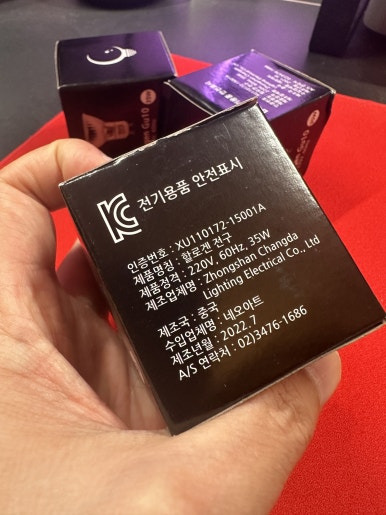 전기용품 안전표시
인증번호 : XU110172-15001A
제품명칭 : 할로겐 전구
제품정격 : 220V, 60Hz, 35W
제조업체명 : Zhongshan Changda
Lighting Electrical Co., Ltd
제조국 : 중국
수입업체명 : 네오아트
제조년월 : 2022.7
A/S 연락처 : 02)3476-1686